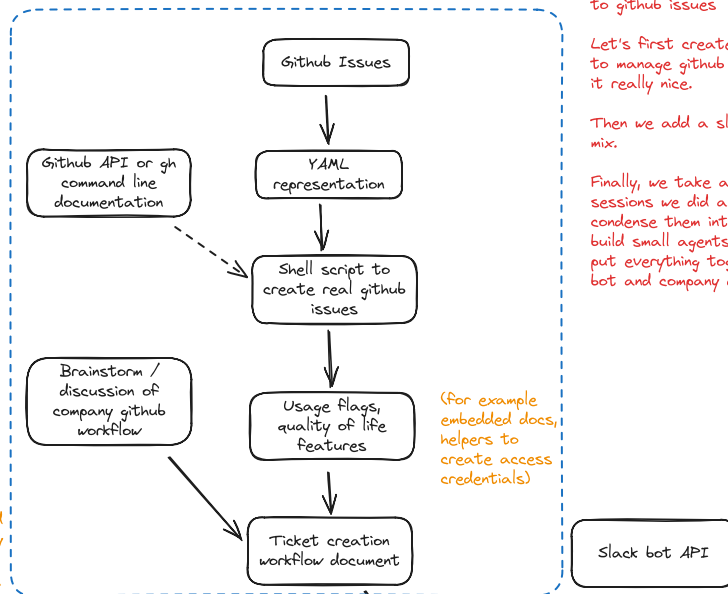 Github Issues
YAML
representation
Github API or gh
command line
documentation
Shell script to
create real github
issues
Brainstorm /
discussion of
company github
workflow
Usage flags,
quality of life
features
(for example
embedded docs,
helpers to
create access
credentials)
Ticket creation
workflow document
Slack bot API
to github issues
Let's first create
to manage github
it really nice.
Then we add a
mix.
Finally, we take a
sessions we did a
condense them
build small agents
put everything
bot and company